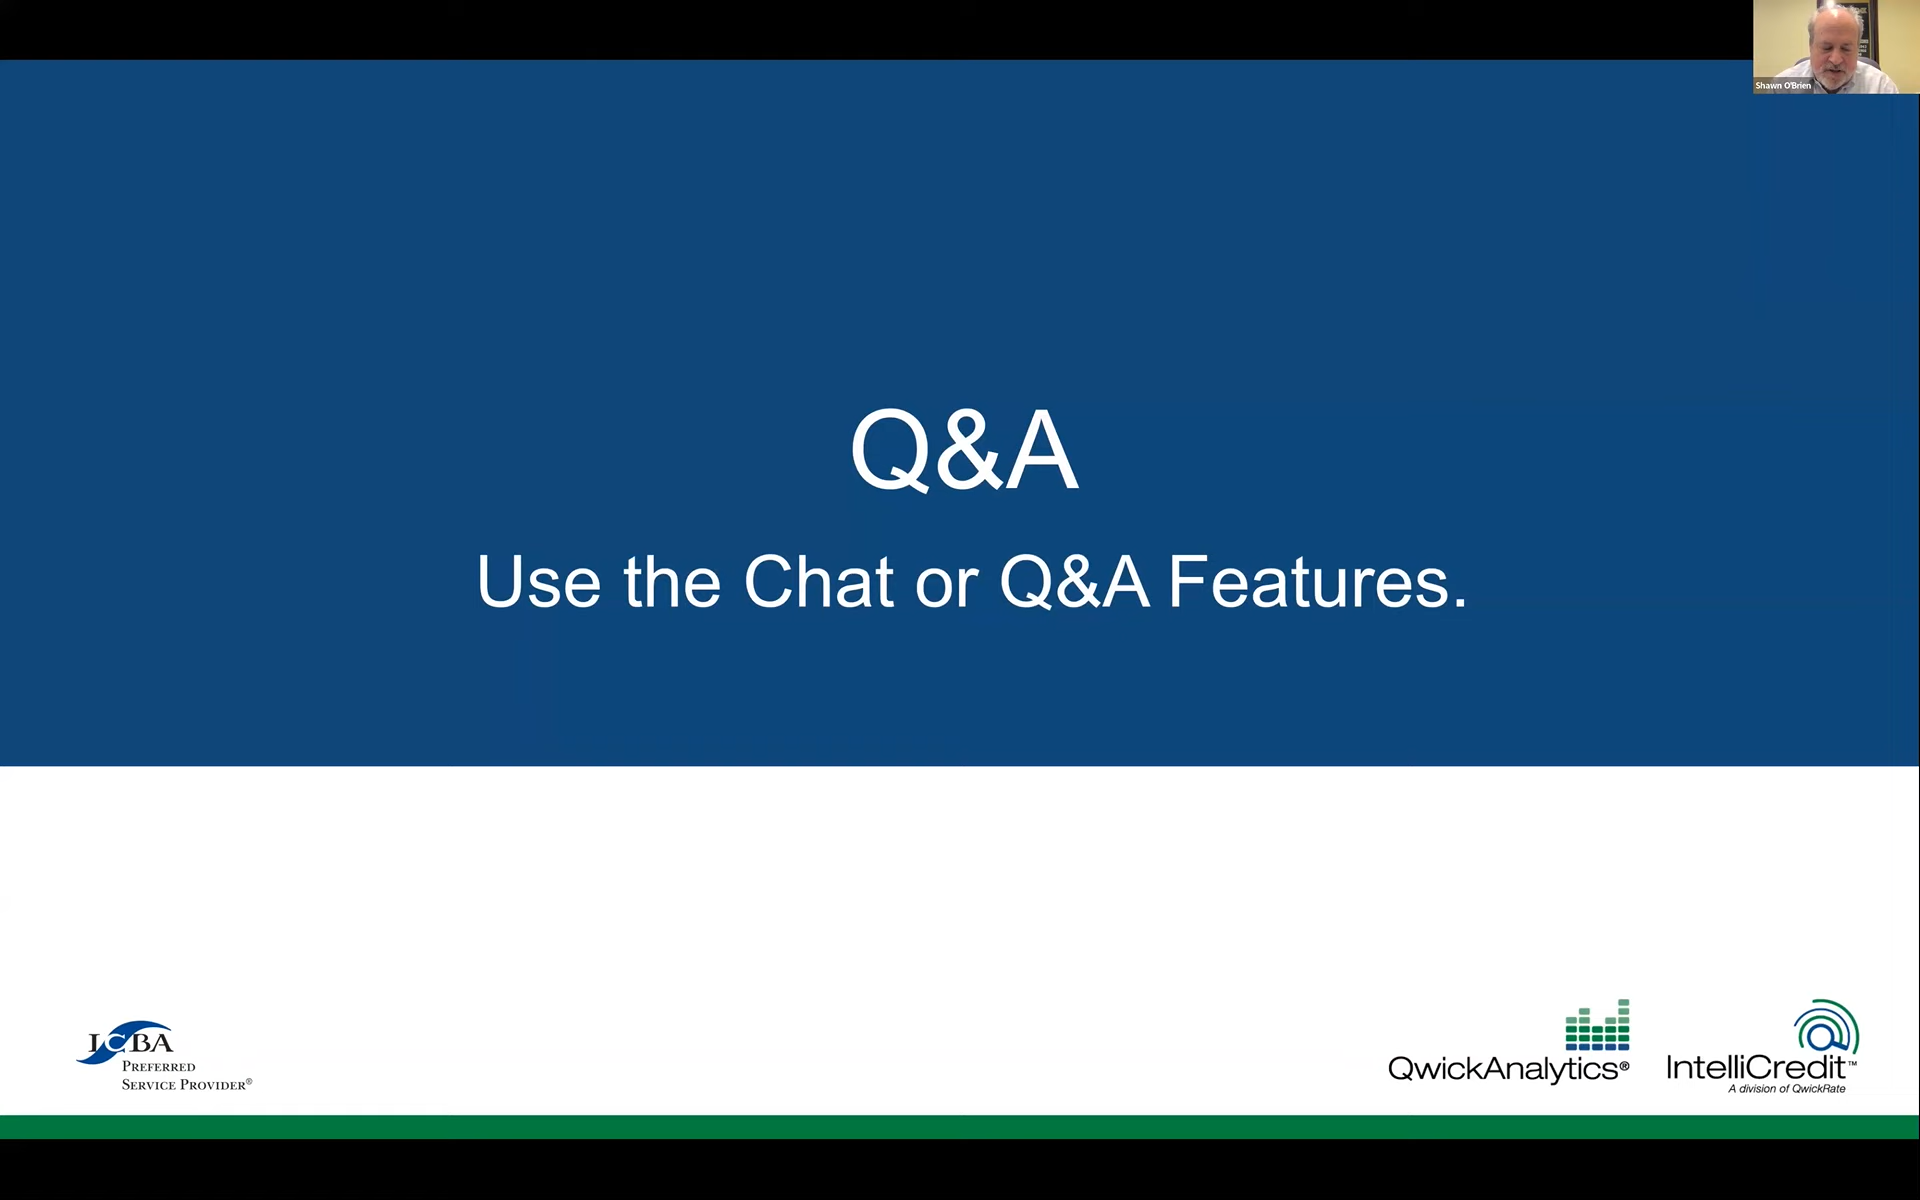 Shawn O'Brien
Q&A
Use the Chat or Q&A Features.
ICBA
PREFERRED
SERVICE PROVIDER®
QwickAnalytics®
IntelliCredit™
A division of QwickRate